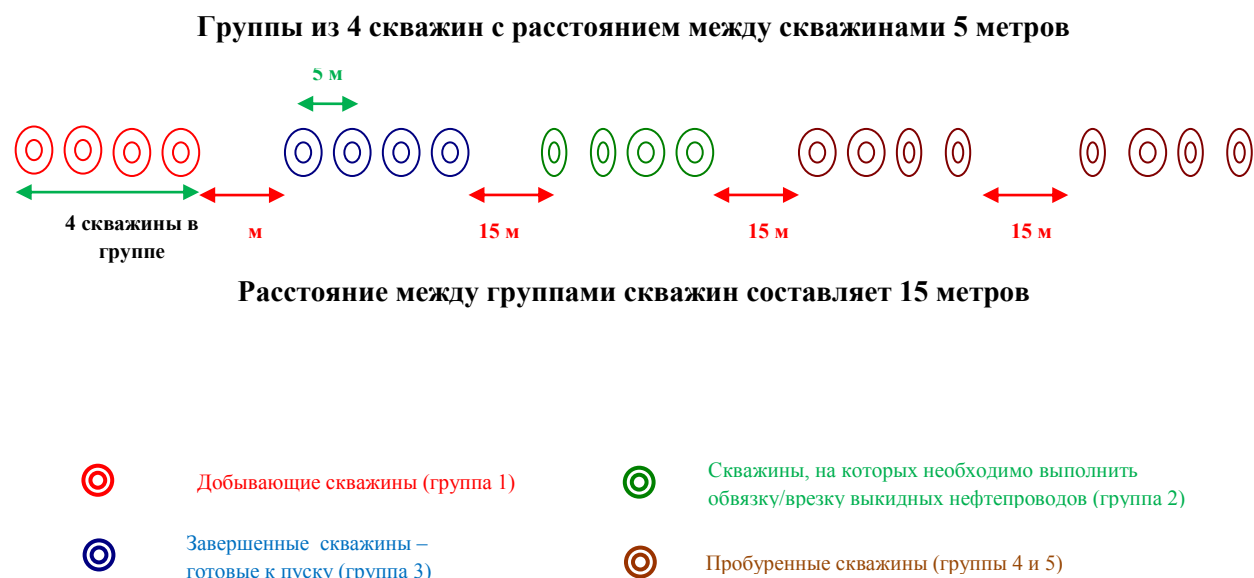 Группы из 4 скважин с расстоянием между скважинами 5 метров
5 м
4 скважины в
группе
м
15 м
15 м
15 м
Расстояние между группами скважин составляет 15 метров
Добывающие скважины (группа 1)
Скважины, на которых необходимо выполнить
обвязку/врезку выкидных нефтепроводов (группа 2)
Завершенные скважины –
готовые к пуску (группа 3)
Пробуренные скважины (группы 4 и 5)